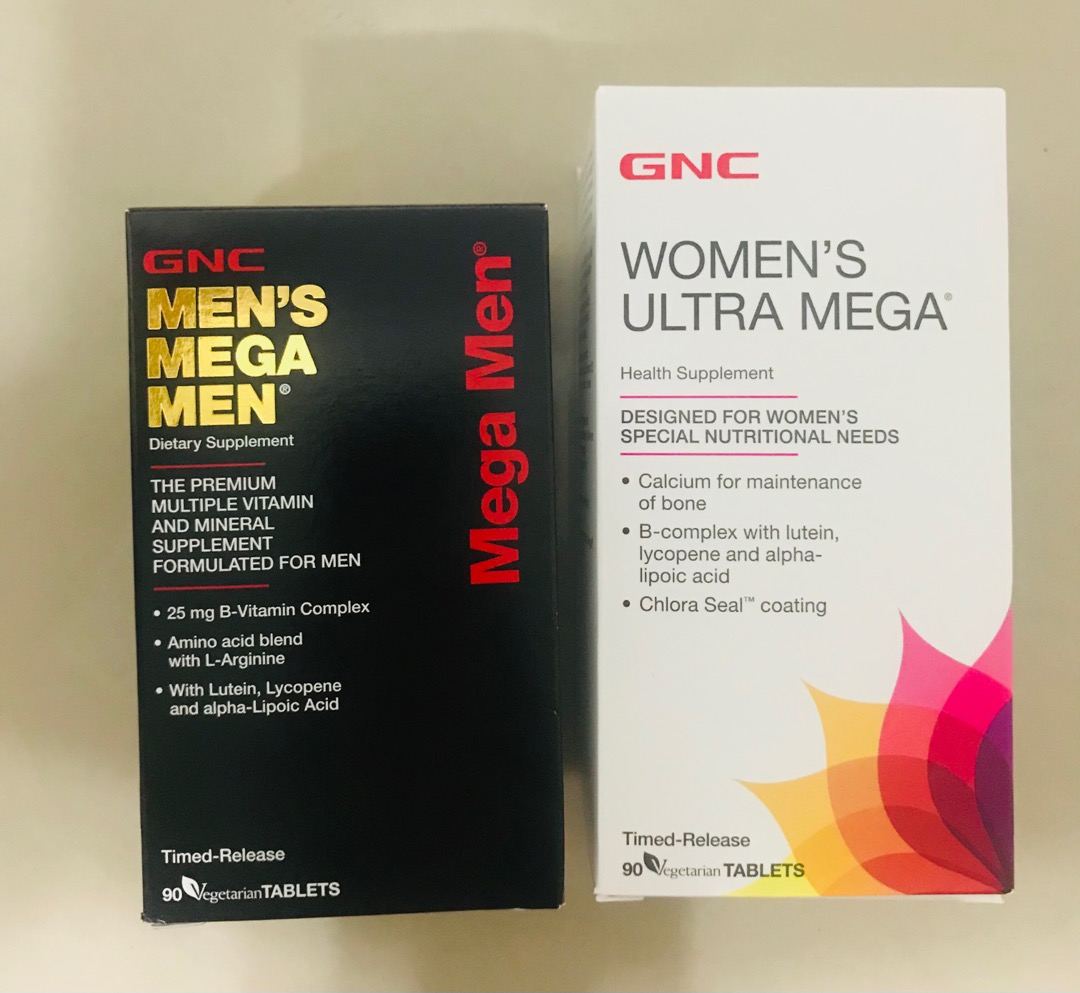 GNC
MEN'S
MEGA
MEN®
Dietary Supplement
THE PREMIUM
MULTIPLE VITAMIN
AND MINERAL
SUPPLEMENT
FORMULATED FOR MEN
• 25 mg B-Vitamin Complex
• Amino acid blend
with L-Arginine
• With Lutein, Lycopene
and alpha-Lipoic Acid
Timed-Release
90 Vegetarian TABLETS
Mega Men®
GNC
WOMEN'S
ULTRA MEGA®
Health Supplement
DESIGNED FOR WOMEN'S
SPECIAL NUTRITIONAL NEEDS
• Calcium for maintenance
of bone
• B-complex with lutein,
lycopene and alpha-
lipoic acid
• Chlora Seal™ coating
Timed-Release
90 Vegetarian TABLETS